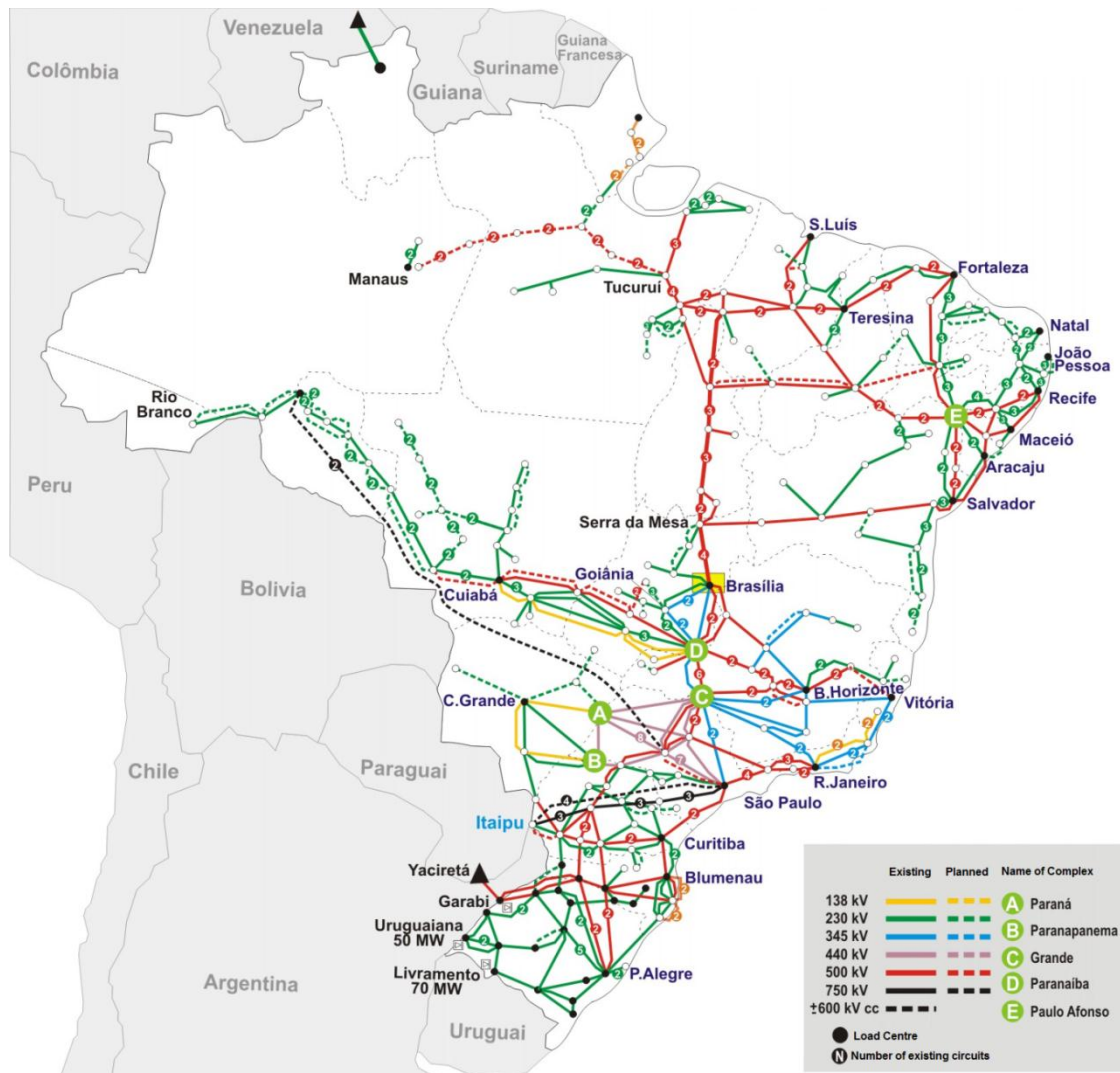 Venezuela
Guiana
Francesa
Suriname
Colômbia
Guiana
S.Luís
Manaus
Tucuruí
Fortaleza
Teresina
Natal
João
Pessoa
Rio
Branco
Recife
Maceió
Aracaju
Peru
Salvador
Serra da Mesa
Bolivia
Goiânia
Brasília
Cuiabá
D
C.Grande
A
C
B.Horizonte
Vitória
B
E
Chile
Paraguai
R.Janeiro
São Paulo
Itaipu
Curitiba
Yaciretá
Blumenau
Garabi
Uruguaiana
50 MW
Livramento
70 MW
P.Alegre
Argentina
Uruguai
Existing Planned Name of Complex
138 kV A Paraná
230 kV B Paranapanema
345 kV
440 kV C Grande
500 kV D Paranaíba
750 kV
±600 kV cc E Paulo Afonso
Load Centre
N Number of existing circuits